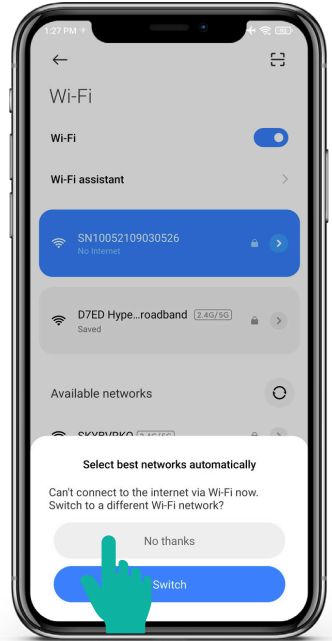 1:27 PM
Wi-Fi
Wi-Fi
Wi-Fi assistant
SN10052109030526
No Internet
D7ED Hype...roadband 2.4G/5G
Saved
Available networks
Select best networks automatically
Can't connect to the internet via Wi-Fi now.
Switch to a different Wi-Fi network?
No thanks
Switch